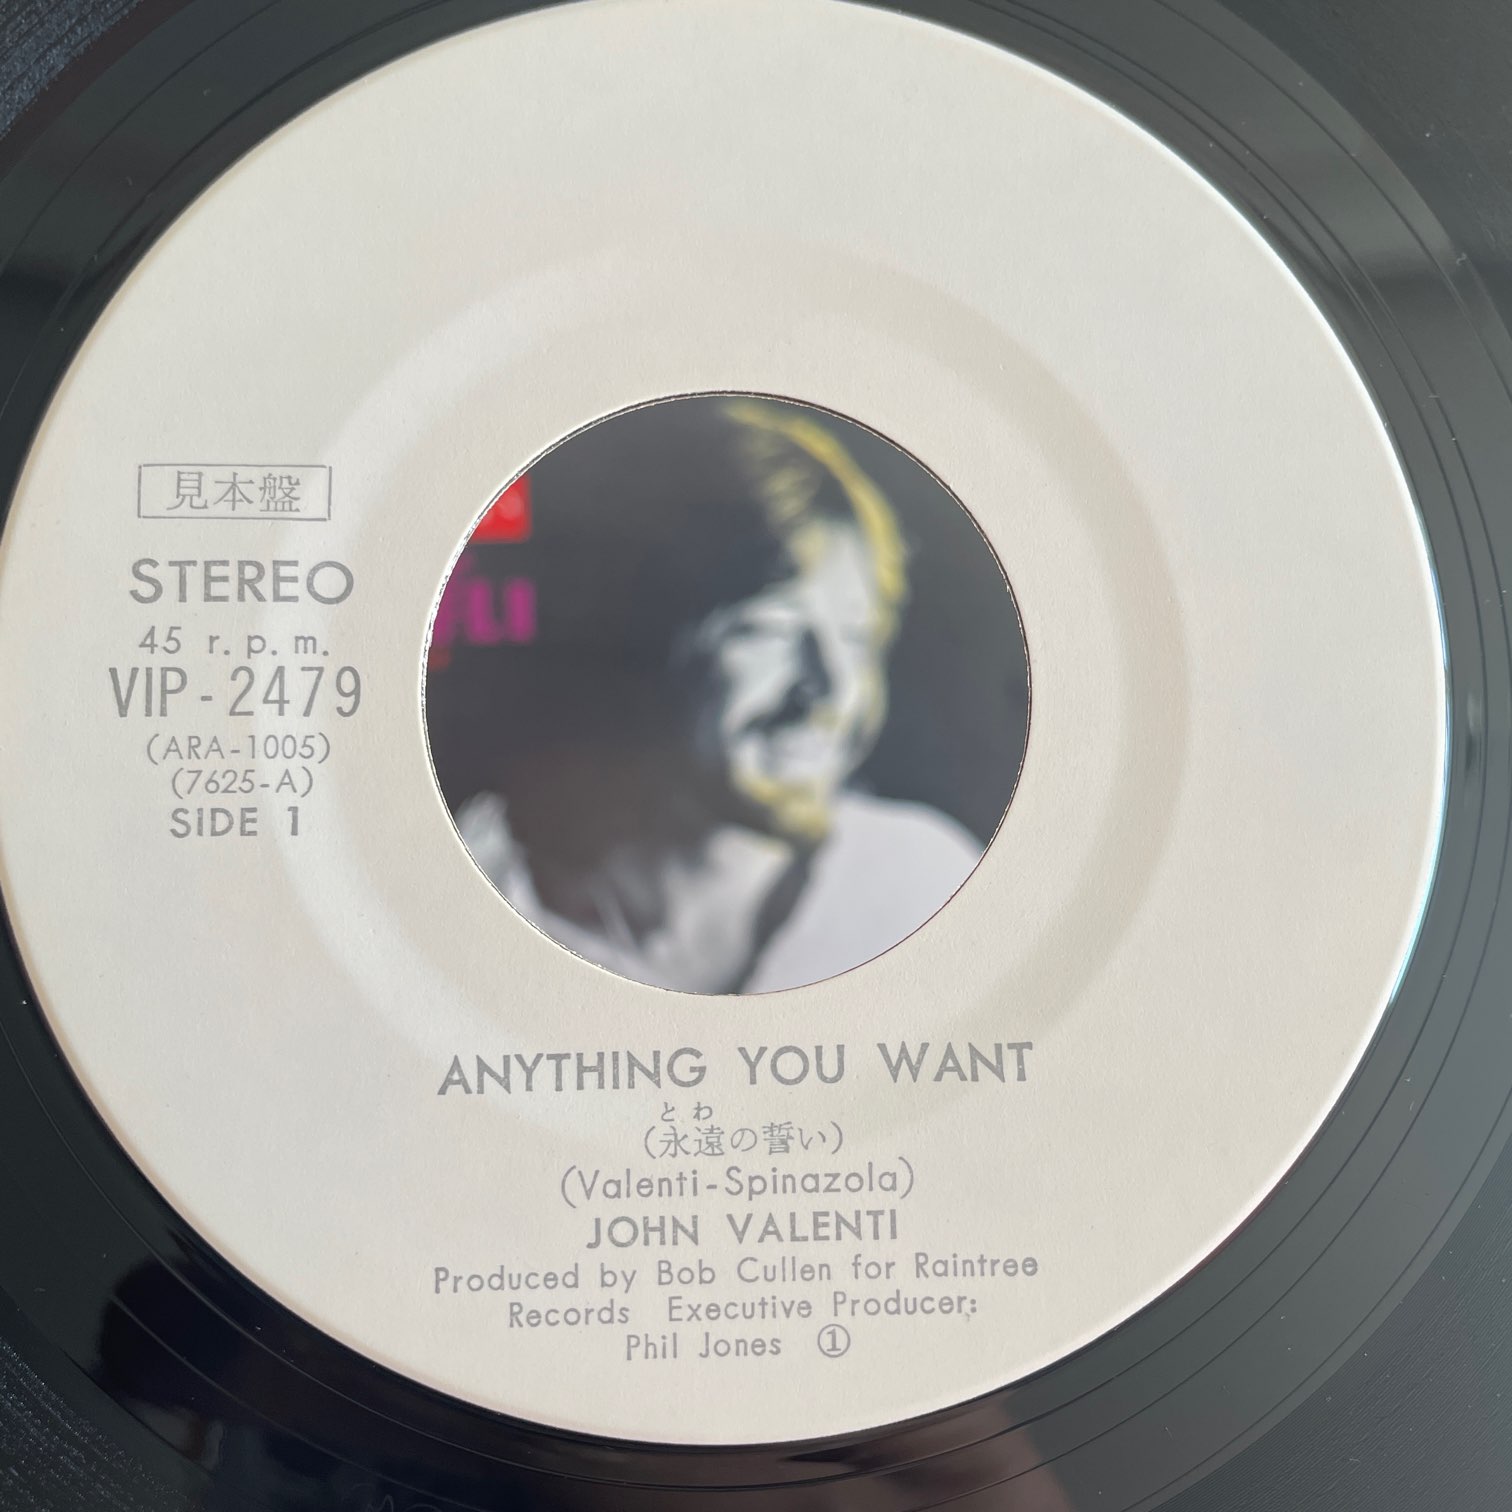 見本盤
STEREO
45 r.p.m.
VIP-2479
(ARA-1005)
(7625-A)
SIDE 1
LI
ANYTHING YOU WANT
とわ
(永遠の誓い)
(Valenti-Spinazola)
JOHN VALENTI
Produced by Bob Cullen for Raintree
Records Executive Producer:
Phil Jones ①